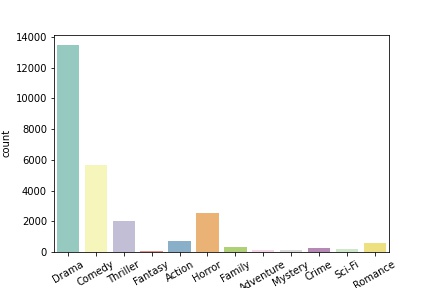 14000
12000
10000
8000
6000
4000
2000
0
count
Drama
Comedy
Thriller
Fantasy
Action
Horror
Family
Adventure
Mystery
Crime
Sci-Fi
Romance